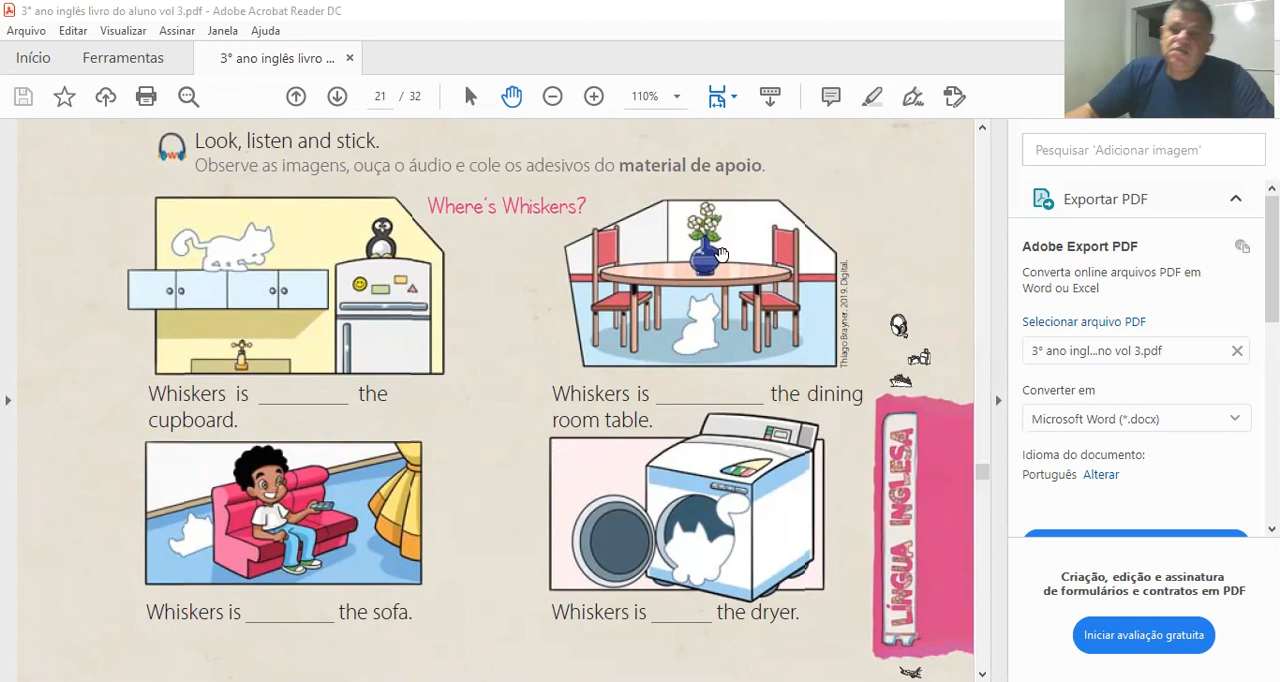 3° ano inglês livro do aluno vol 3.pdf - Adobe Acrobat Reader DC
Arquivo Editar Visualizar Assinar Janela Ajuda
Início Ferramentas 3° ano inglês livro ... ×
21 / 32 110%
Look, listen and stick.
Observe as imagens, ouça o áudio e cole os adesivos do material de apoio.
Where's Whiskers?
Thiago Brayner. 2019. Digital.
Whiskers is ________ the
cupboard.
Whiskers is __________ the dining
room table.
Whiskers is ________ the sofa.
Whiskers is ______ the dryer.
LÍNGUA INGLESA
Pesquisar 'Adicionar imagem'
Exportar PDF
Adobe Export PDF
Converta online arquivos PDF em
Word ou Excel
Selecionar arquivo PDF
3° ano ingl...no vol 3.pdf
Converter em
Microsoft Word (*.docx)
Idioma do documento:
Português Alterar
Criação, edição e assinatura
de formulários e contratos em PDF
Iniciar avaliação gratuita